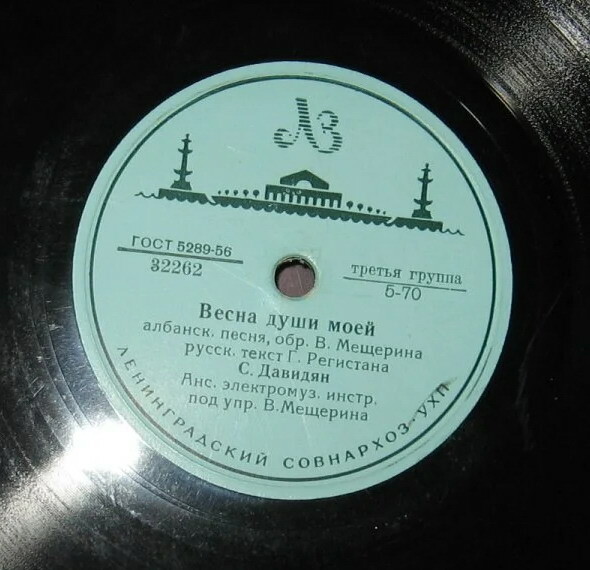 ЛЗ
ГОСТ 5289-56
32262
третья группа
5-70
Весна души моей
албанск. песня, обр. В. Мещерина
русск. текст Г. Регистана
С. Давидян
Анс. электромуз. инстр.
под упр. В.Мещерина
ЛЕНИНГРАДСКИЙ СОВНАРХОЗ-УХП